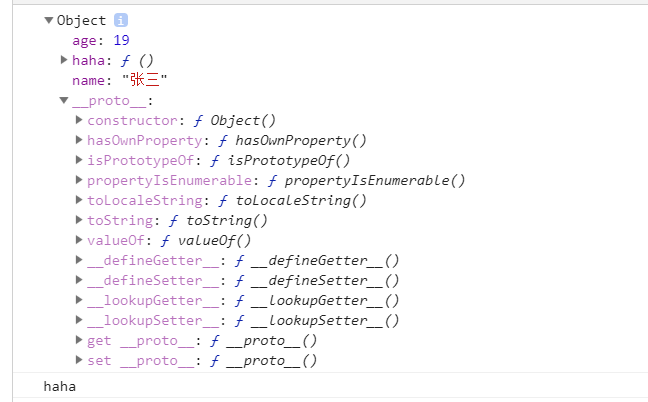 Object i
age: 19
haha: ƒ ()
name: "张三"
__proto__:
constructor: ƒ Object()
hasOwnProperty: ƒ hasOwnProperty()
isPrototypeOf: ƒ isPrototypeOf()
propertyIsEnumerable: ƒ propertyIsEnumerable()
toLocaleString: ƒ toLocaleString()
toString: ƒ toString()
valueOf: ƒ valueOf()
__defineGetter__: ƒ __defineGetter__()
__defineSetter__: ƒ __defineSetter__()
__lookupGetter__: ƒ __lookupGetter__()
__lookupSetter__: ƒ __lookupSetter__()
get __proto__: ƒ __proto__()
set __proto__: ƒ __proto__()
haha